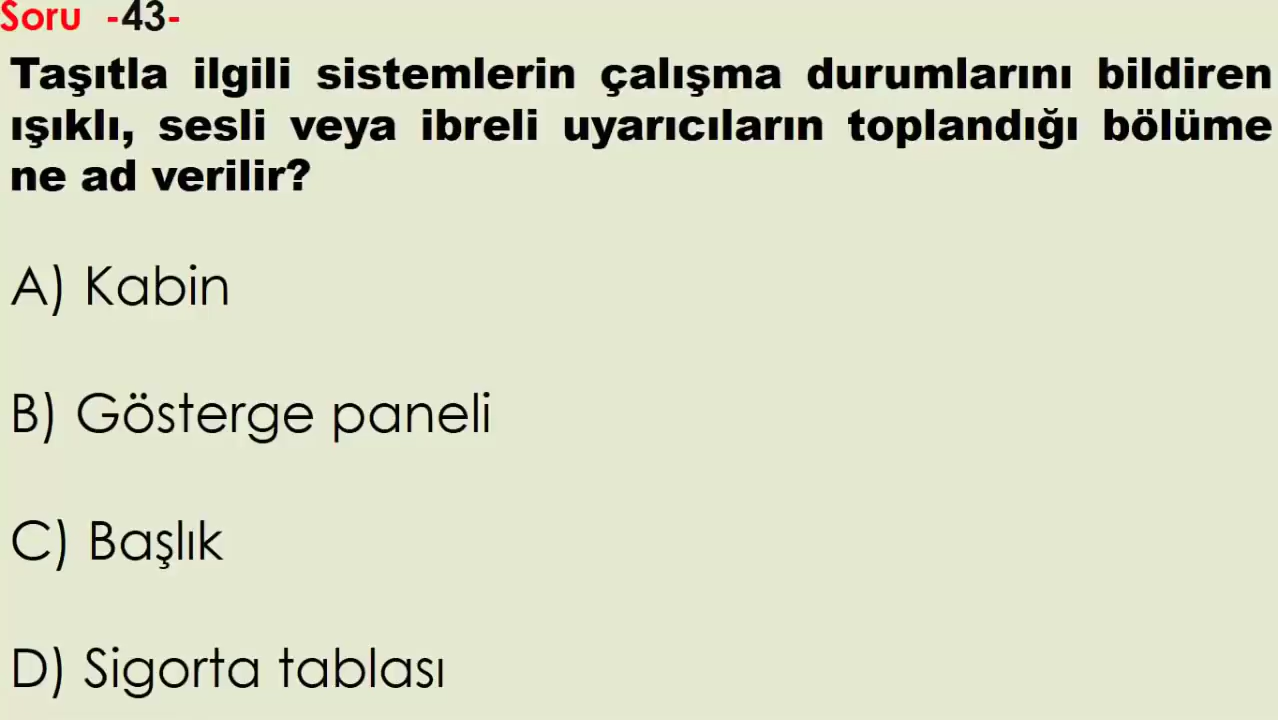 Soru -43-
Taşıtla ilgili sistemlerin çalışma durumlarını bildiren
ışıklı, sesli veya ibreli uyarıcıların toplandığı bölüme
ne ad verilir?
A) Kabin
B) Gösterge paneli
C) Başlık
D) Sigorta tablası